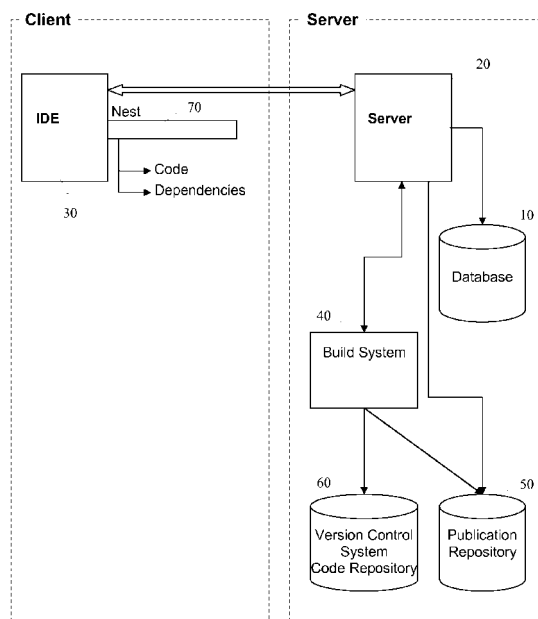 Client
Server
20
IDE
Nest
70
Server
Code
Dependencies
30
10
Database
40
Build System
60
50
Version Control
System
Code Repository
Publication
Repository